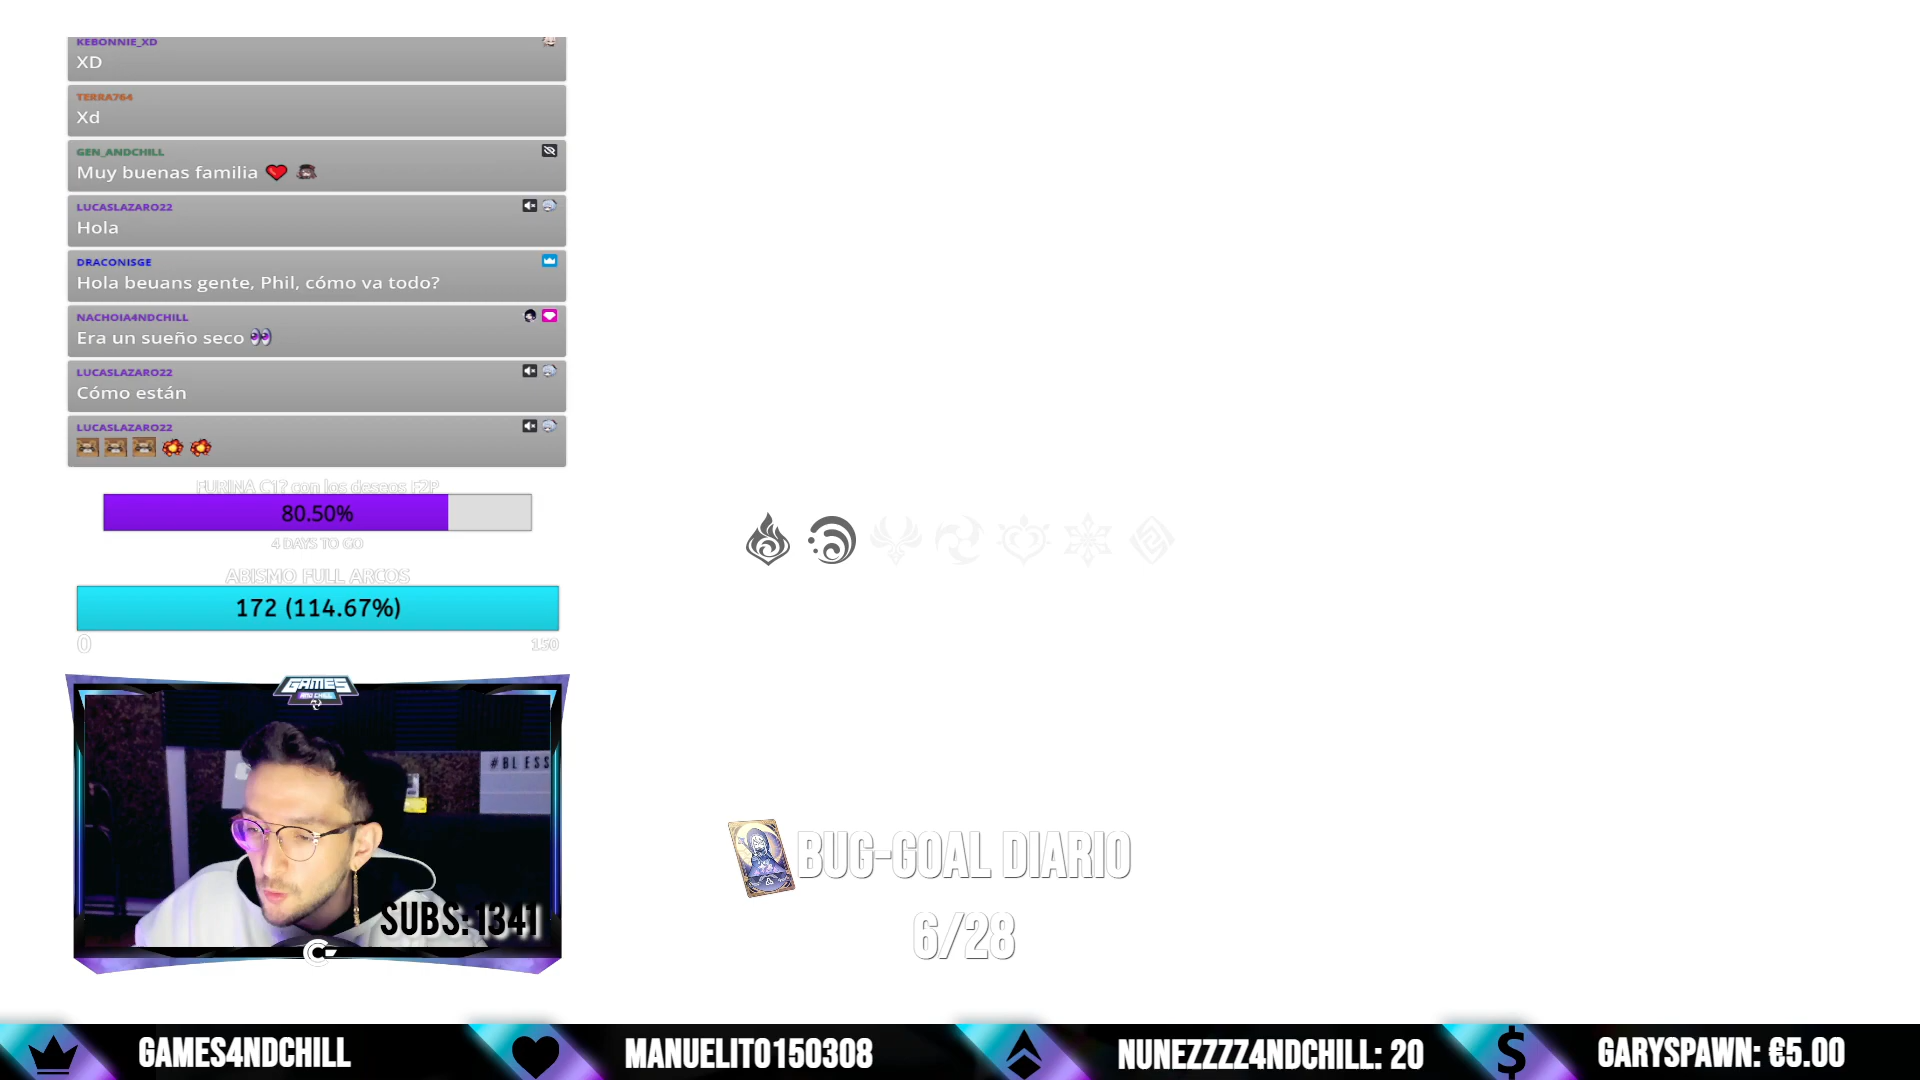 KEBONNIE_XD
XD
TERRA764
Xd
GEN_ANDCHILL
Muy buenas familia ❤️
LUCASLAZARO22
Hola
DRACONISGE
Hola beuans gente, Phil, cómo va todo?
NACHOIA4NDCHILL
Era un sueño seco 👀
LUCASLAZARO22
Cómo están
LUCASLAZARO22
FURINA C1? con los deseos F2P
80.50%
4 DAYS TO GO
ABISMO FULL ARCOS
172 (114.67%)
0
150
GAMES
AND CHILL
#BLESS
SUBS: 1341
BUG-GOAL DIARIO
6/28
GAMES4NDCHILL
MANUELITO150308
NUNEZZZZ4NDCHILL: 20
GARYSPAWN: €5.00